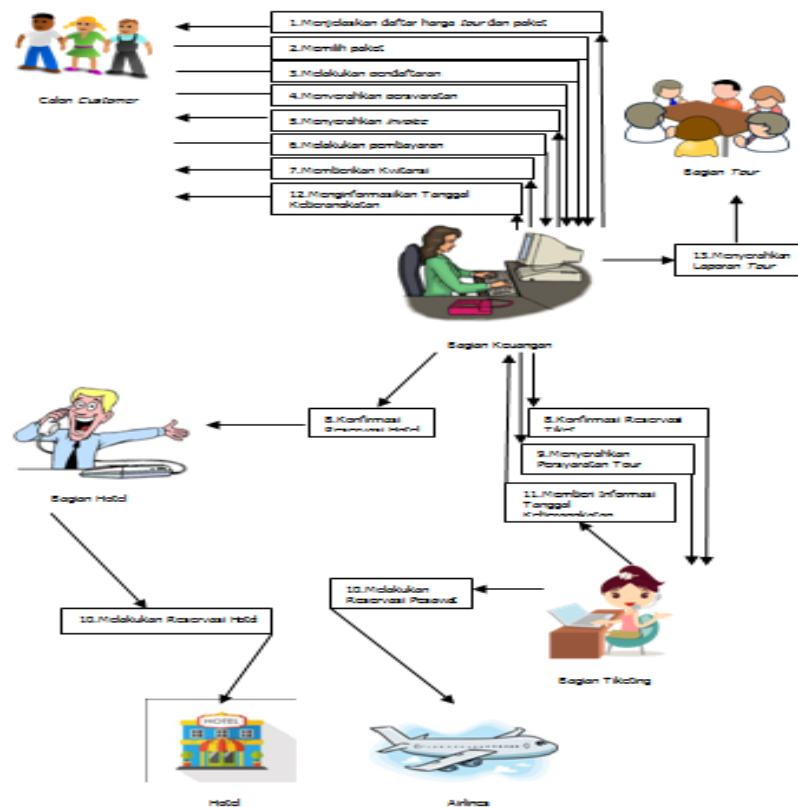 1.Menjelaskan daftar harga tour dan paket
2.Memilih paket
3.Melakukan pendaftaran
4.Menyerahkan persyaratan
5.Menyerahkan invoice
6.Melakukan pembayaran
7.Memberikan Kwitansi
12.Menginformasikan Tanggal
Keberangkatan
Calon Customer
Bagian Tour
13.Menyerahkan
Laporan Tour
Bagian Keuangan
8.Konfirmasi
Reservasi Hotel
8.Konfirmasi Reservasi
Tiket
9.Menyerahkan
Persyaratan Tour
11.Memberi Informasi
Tanggal
Keberangkatan
Bagian Hotel
10.Melakukan Reservasi Hotel
10.Melakukan
Reservasi Pesawat
Bagian Tiketing
HOTEL
Hotel
Airlines